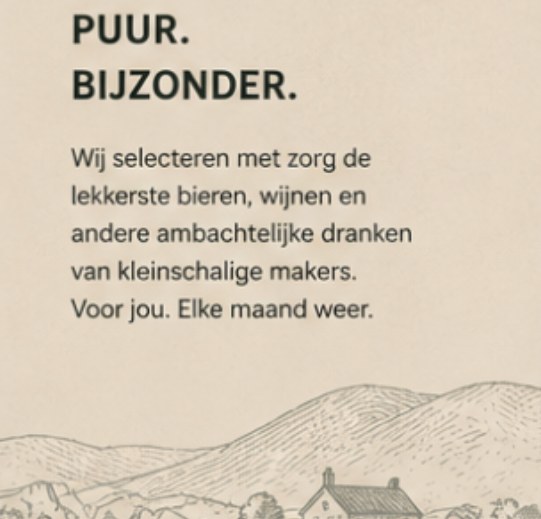 PUUR.
BIJZONDER.
Wij selecteren met zorg de
lekkerste bieren, wijnen en
andere ambachtelijke dranken
van kleinschalige makers.
Voor jou. Elke maand weer.